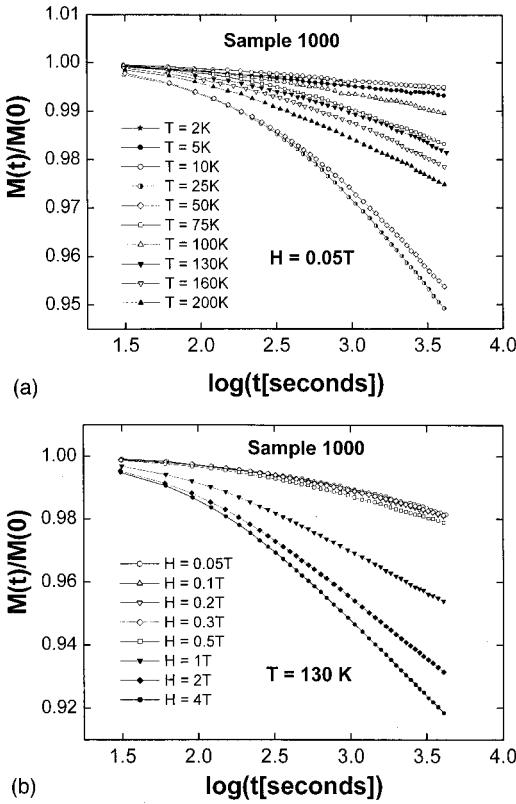 Sample 1000
M(t)/M(0)
1.01
1.00
0.99
0.98
0.97
0.96
0.95
T = 2K
T = 5K
T = 10K
T = 25K
T = 50K
T = 75K
T = 100K
T = 130K
T = 160K
T = 200K
H = 0.05T
1.5 2.0 2.5 3.0 3.5 4.0
(a)
log(t[seconds])
Sample 1000
M(t)/M(0)
1.00
0.98
0.96
0.94
0.92
H = 0.05T
H = 0.1T
H = 0.2T
H = 0.3T
H = 0.5T
H = 1T
H = 2T
H = 4T
T = 130 K
1.5 2.0 2.5 3.0 3.5 4.0
(b)
log(t[seconds])